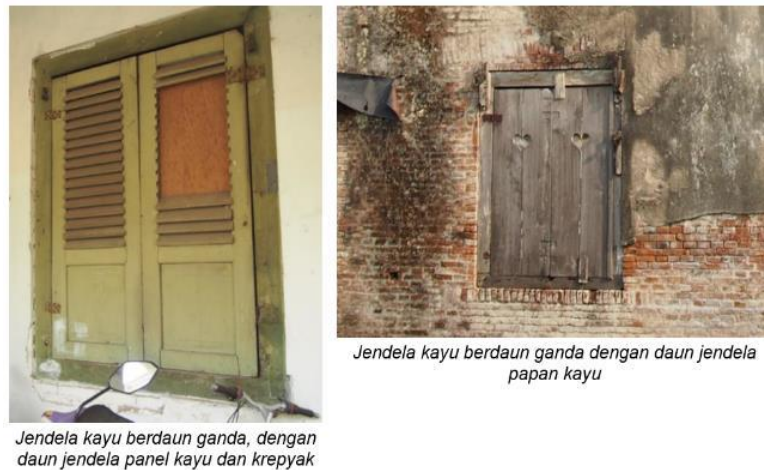 Jendela kayu berdaun ganda, dengan
daun jendela panel kayu dan krepyak
Jendela kayu berdaun ganda dengan daun jendela
papan kayu